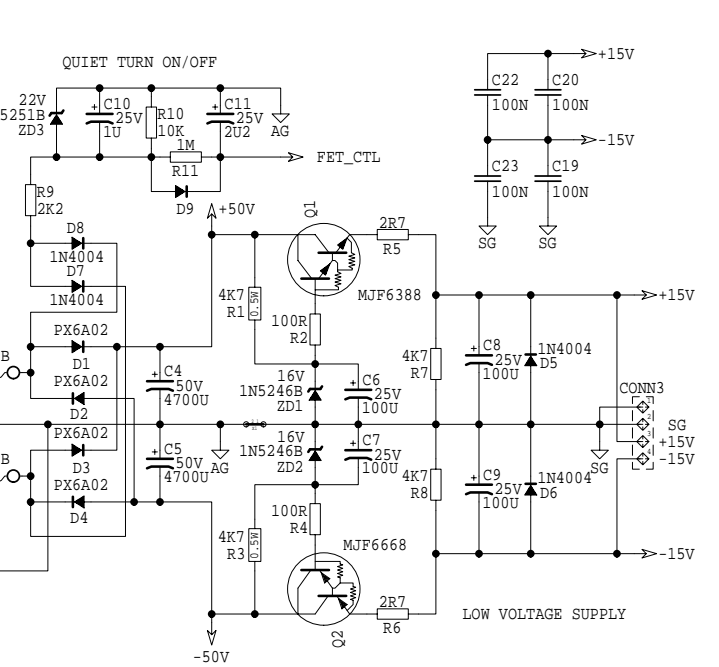 QUIET TURN ON/OFF
22V
5251B
ZD3
+
C10
25V
1U
R10
10K
+
C11
25V
2U2
AG
1M
R11
FET_CTL
D9
C22
100N
C20
100N
+15V
-15V
C23
100N
C19
100N
SG
SG
R9
2K2
D8
1N4004
D7
1N4004
+50V
Q1
2R7
R5
MJF6388
4K7
R1
0.5W
100R
R2
+15V
B
PX6A02
D1
PX6A02
D2
+
C4
50V
4700U
16V
1N5246B
ZD1
+
C6
25V
100U
4K7
R7
+
C8
25V
100U
1N4004
D5
CONN3
1
2
3
4
SG
+15V
-15V
B
PX6A02
D3
PX6A02
D4
+
C5
50V
4700U
AG
16V
1N5246B
ZD2
+
C7
25V
100U
4K7
R8
+
C9
25V
100U
1N4004
D6
SG
4K7
R3
0.5W
100R
R4
MJF6668
-15V
2R7
R6
Q2
-50V
LOW VOLTAGE SUPPLY